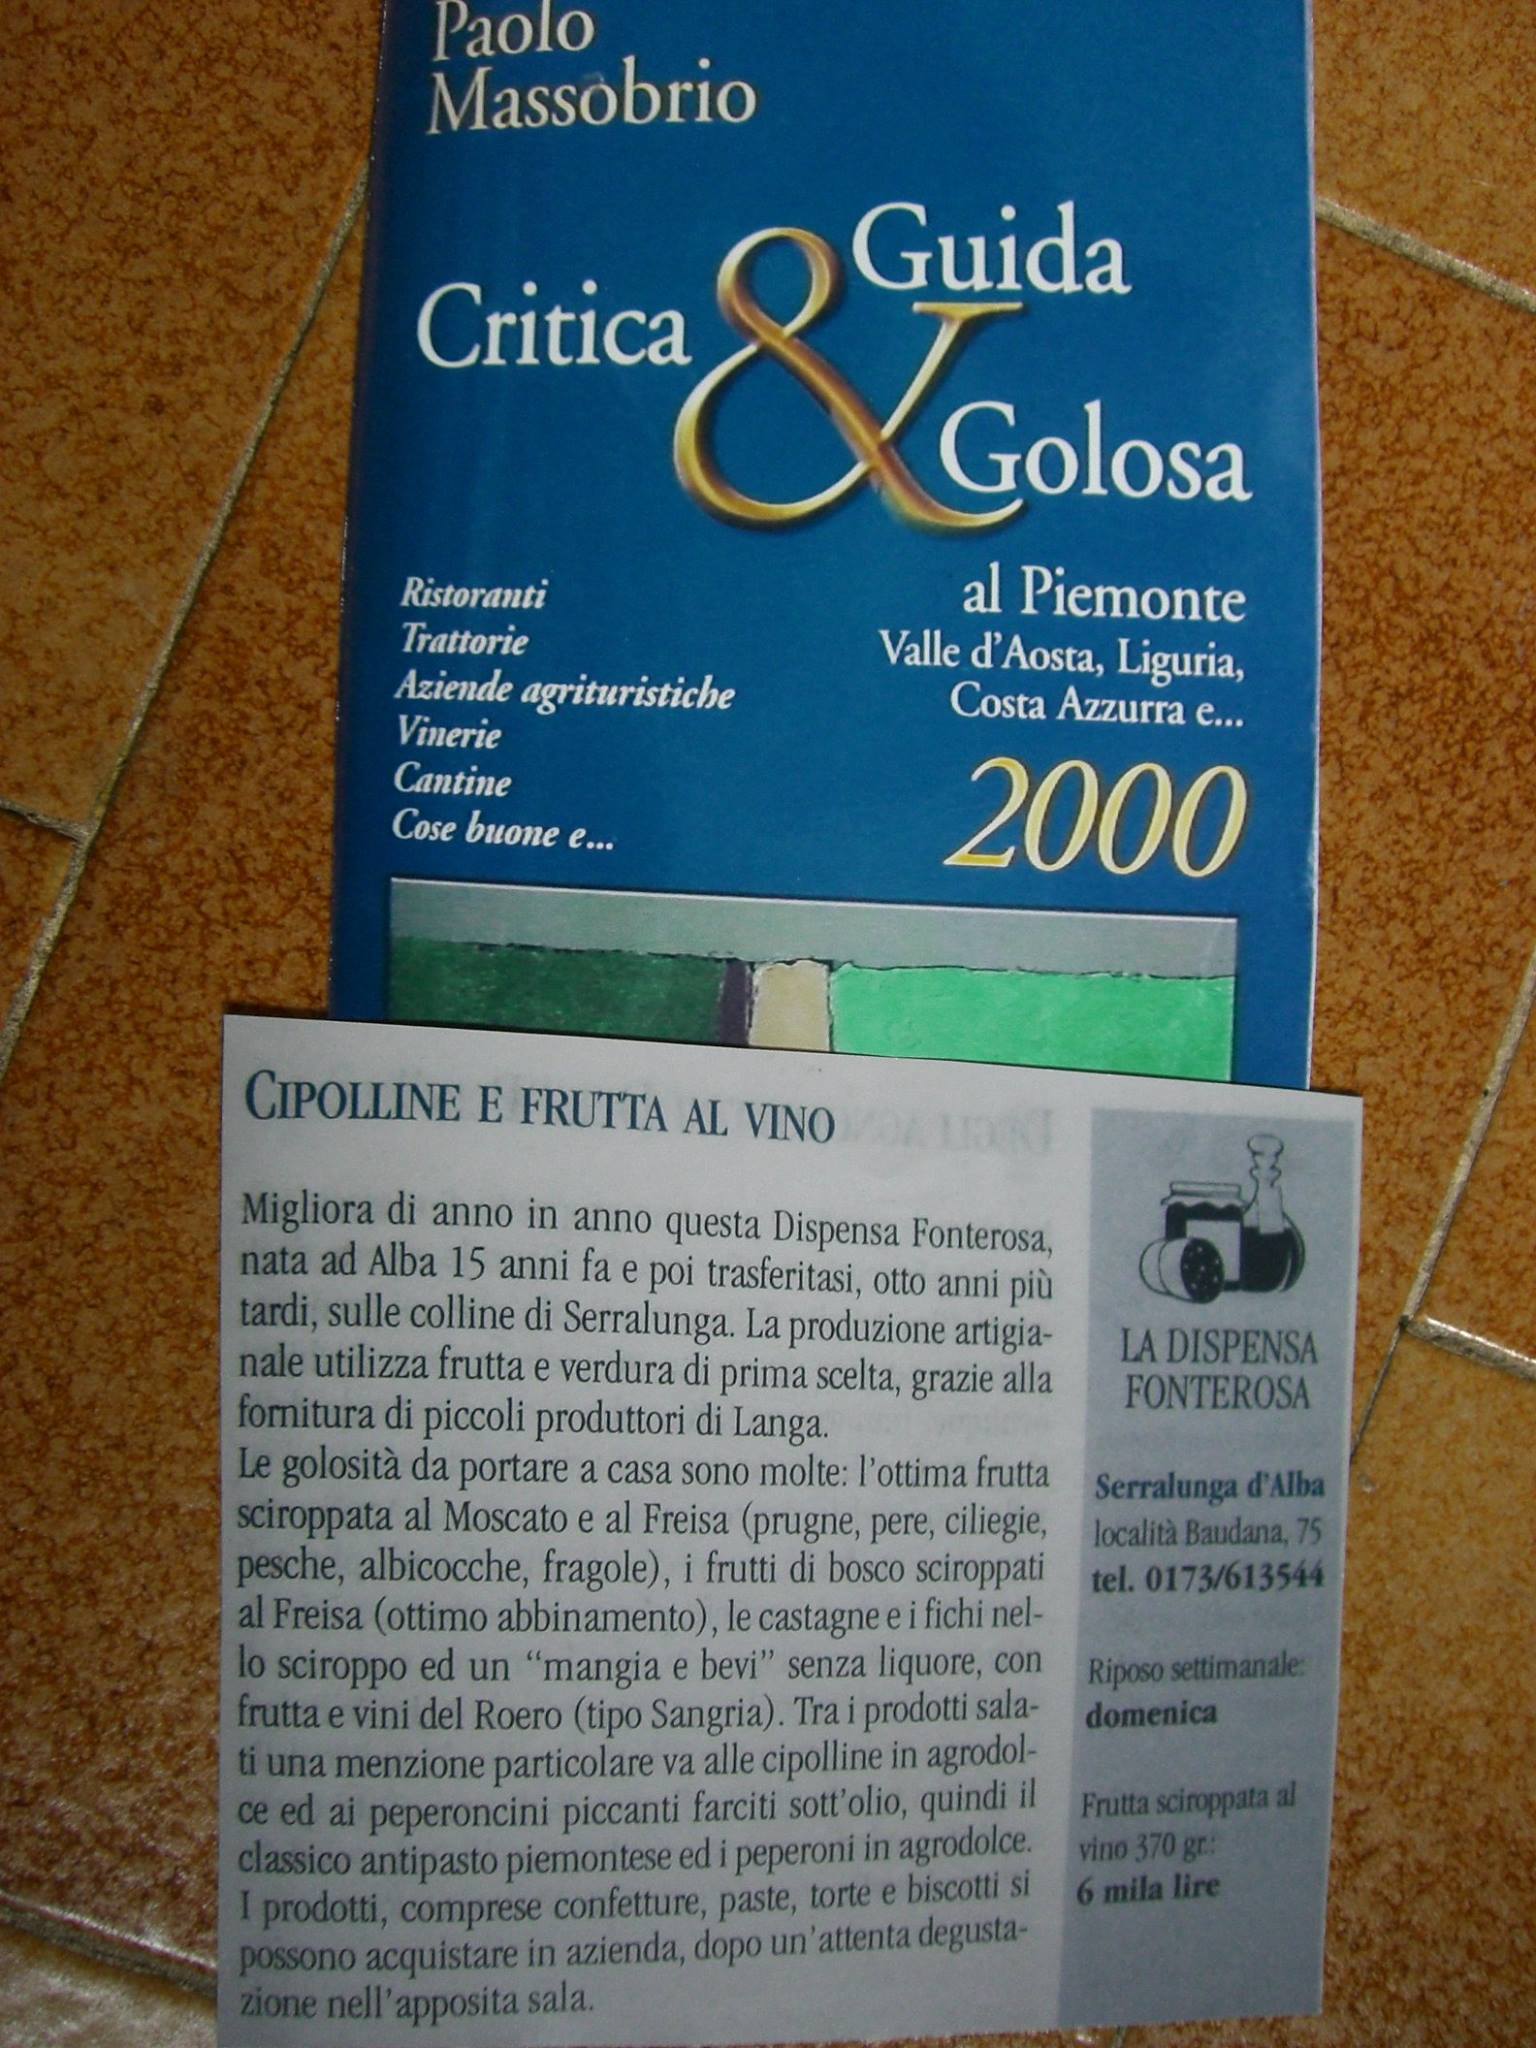 Paolo
Massobrio
Guida
Critica
&
Golosa
al Piemonte
Valle d'Aosta, Liguria,
Costa Azzurra e...
2000
Ristoranti
Trattorie
Aziende agrituristiche
Vinerie
Cantine
Cose buone e...
CIPOLLINE E FRUTTA AL VINO
Migliora di anno in anno questa Dispensa Fonterosa,
nata ad Alba 15 anni fa e poi trasferitasi, otto anni più
tardi, sulle colline di Serralunga. La produzione artigia-
nale utilizza frutta e verdura di prima scelta, grazie alla
fornitura di piccoli produttori di Langa.
Le golosità da portare a casa sono molte: l'ottima frutta
sciroppata al Moscato e al Freisa (prugne, pere, ciliegie,
pesche, albicocche, fragole), i frutti di bosco sciroppati
al Freisa (ottimo abbinamento), le castagne e i fichi nel-
lo sciroppo ed un “mangia e bevi” senza liquore, con
frutta e vini del Roero (tipo Sangria). Tra i prodotti sala-
ti una menzione particolare va alle cipolline in agrodol-
ce ed ai peperoncini piccanti farciti sott'olio, quindi il
classico antipasto piemontese ed i peperoni in agrodolce.
I prodotti, comprese confetture, paste, torte e biscotti si
possono acquistare in azienda, dopo un'attenta degusta-
zione nell'apposita sala.
LA DISPENSA
FONTEROSA
Serralunga d'Alba
località Baudana, 75
tel. 0173/613544
Riposo settimanale:
domenica
Frutta sciroppata al
vino 370 gr.:
6 mila lire